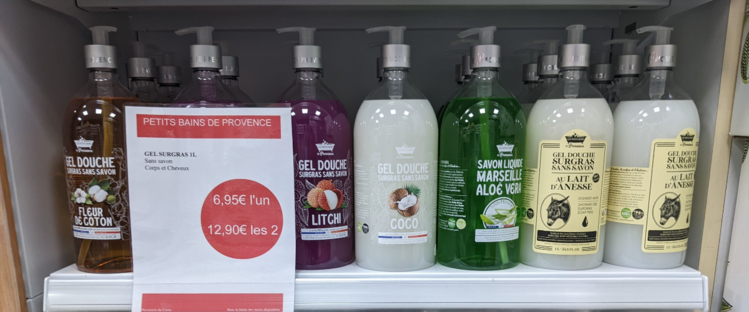 GEL DOUCHE
SURGRAS SANS SAVON
FLEUR
DE COTON
PETITS BAINS DE PROVENCE
GEL SURGRAS 1L
Sans savon
Corps et Cheveux
6,95€ l'un
12,90€ les 2
GEL DOUCHE
SURGRAS SANS SAVON
LITCHI
GEL DOUCHE
SURGRAS SANS SAVON
COCO
SAVON LIQUIDE
MARSEILLE
ALOÉ VERA
GEL DOUCHE
SURGRAS
SANS SAVON
AU LAIT
D'ÂNESSE
GEL DOUCHE
SURGRAS
SANS SAVON
AU LAIT
D'ÂNESSE